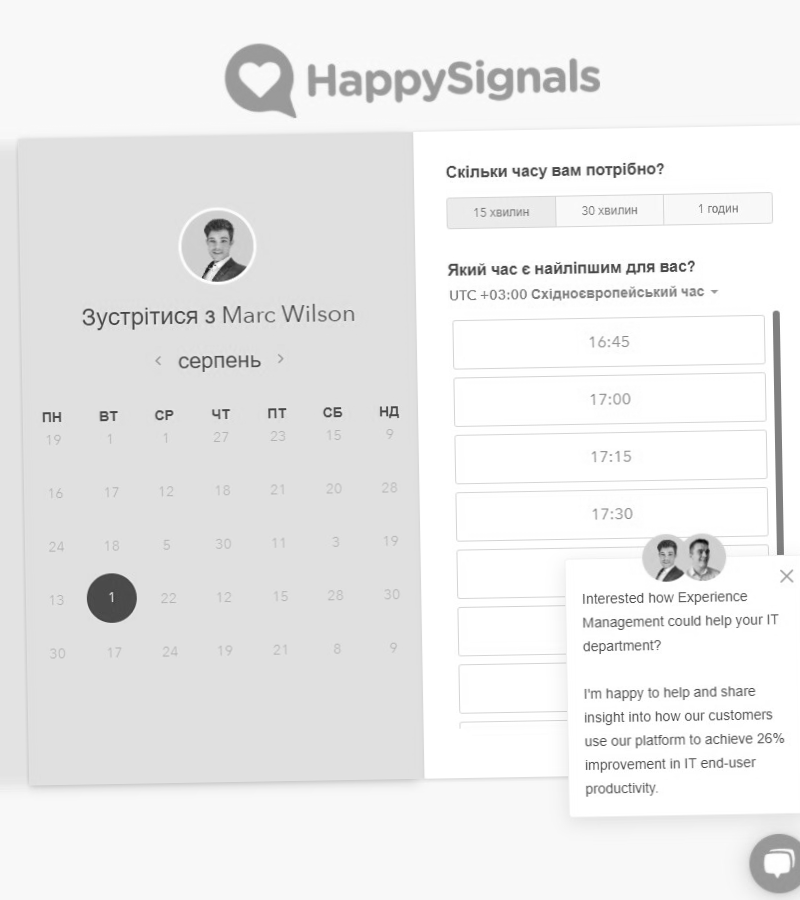 HappySignals
Зустрітися з Marc Wilson
серпень
ПН ВТ СР ЧТ ПТ СБ НД
19 1 1 27 23 15 9
16 17 12 18 21 20 28
24 18 5 30 11 3 19
13 1 22 12 15 28 30
30 17 24 19 21 8 9
Скільки часу вам потрібно?
15 хвилин 30 хвилин 1 годин
Який час є найліпшим для вас?
UTC +03:00 Східноєвропейський час
16:45
17:00
17:15
17:30
Interested how Experience
Management could help your IT
department?
I'm happy to help and share
insight into how our customers
use our platform to achieve 26%
improvement in IT end-user
productivity.